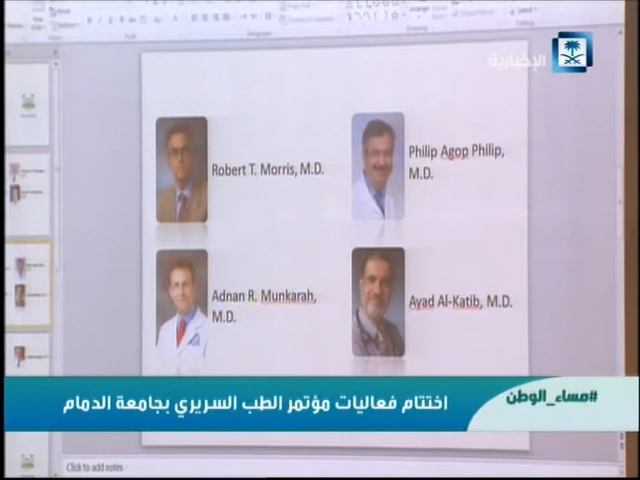 الإخبارية
Robert T. Morris, M.D.
Philip Agop Philip,
M.D.
Adnan R. Munkarah,
M.D.
Ayad Al-Katib, M.D.
#مساء_الوطن
اختتام فعاليات مؤتمر الطب السريري بجامعة الدمام
Click to add notes